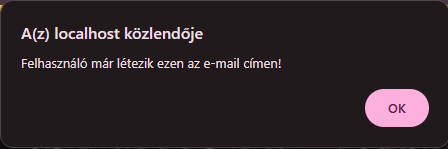 A(z) localhost közlendője
Felhasználó már létezik ezen az e-mail címen!
OK